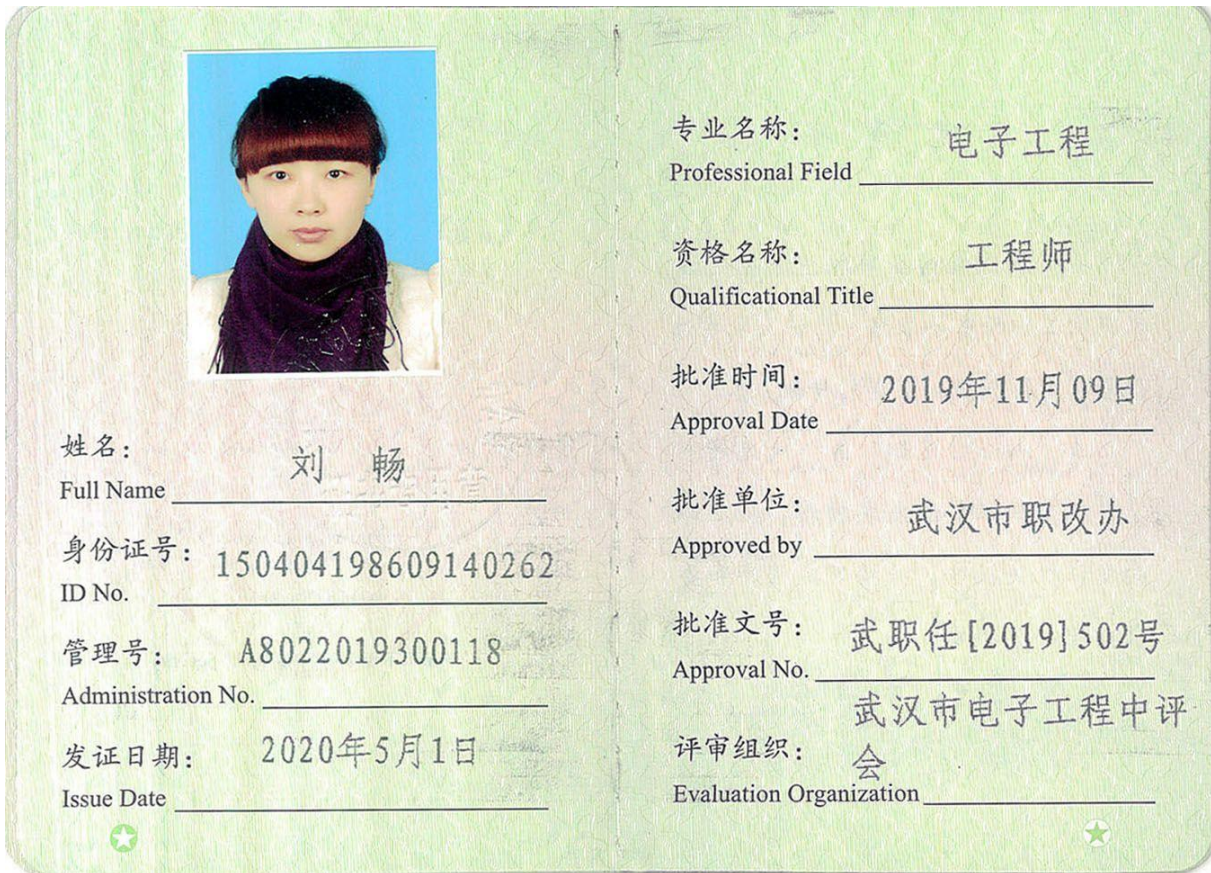 姓名：
刘 畅
Full Name
身份证号：
150404198609140262
ID No.
管理号：
A8022019300118
Administration No.
发证日期：
2020年5月1日
Issue Date
专业名称：
电子工程
Professional Field
资格名称：
工程师
Qualificational Title
批准时间：
2019年11月09日
Approval Date
批准单位：
武汉市职改办
Approved by
批准文号：
武职任[2019]502号
Approval No.
武汉市电子工程中评
评审组织：
会
Evaluation Organization